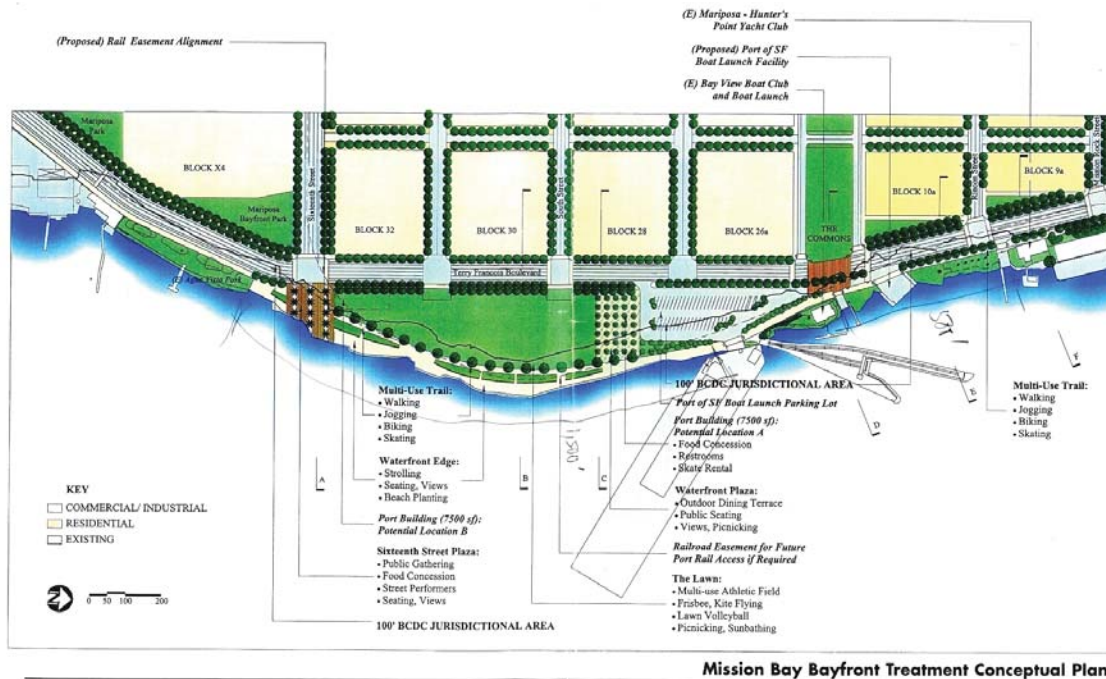 (E) Mariposa - Hunter's
Point Yacht Club
(Proposed) Rail Easement Alignment
(Proposed) Port of SF
Boat Launch Facility
(E) Bay View Boat Club
and Boat Launch
Mariposa
Park
BLOCK X4
Mariposa
Bayfront Park
Sixteenth Street
BLOCK 32
BLOCK 30
South Street
BLOCK 28
BLOCK 26a
THE
COMMONS
BLOCK 10a
BLOCK 9a
Terry Francois Boulevard
(E) Agua Vista Park
Multi-Use Trail:
• Walking
• Jogging
• Biking
• Skating
Waterfront Edge:
• Strolling
• Seating, Views
• Beach Planting
Port Building (7500 sf):
Potential Location B
Sixteenth Street Plaza:
• Public Gathering
• Food Concession
• Street Performers
• Seating, Views
100' BCDC JURISDICTIONAL AREA
100' BCDC JURISDICTIONAL AREA
Port of SF Boat Launch Parking Lot
Port Building (7500 sf):
Potential Location A
• Food Concession
• Restrooms
• Skate Rental
Waterfront Plaza:
• Outdoor Dining Terrace
• Public Seating
• Views, Picnicking
Railroad Easement for Future
Port Rail Access if Required
The Lawn:
• Multi-use Athletic Field
• Frisbee, Kite Flying
• Lawn Volleyball
• Picnicking, Sunbathing
Multi-Use Trail:
• Walking
• Jogging
• Biking
• Skating
A
B
C
D
E
F
KEY
COMMERCIAL/ INDUSTRIAL
RESIDENTIAL
EXISTING
0 50 100 200
Mission Bay Bayfront Treatment Conceptual Plan